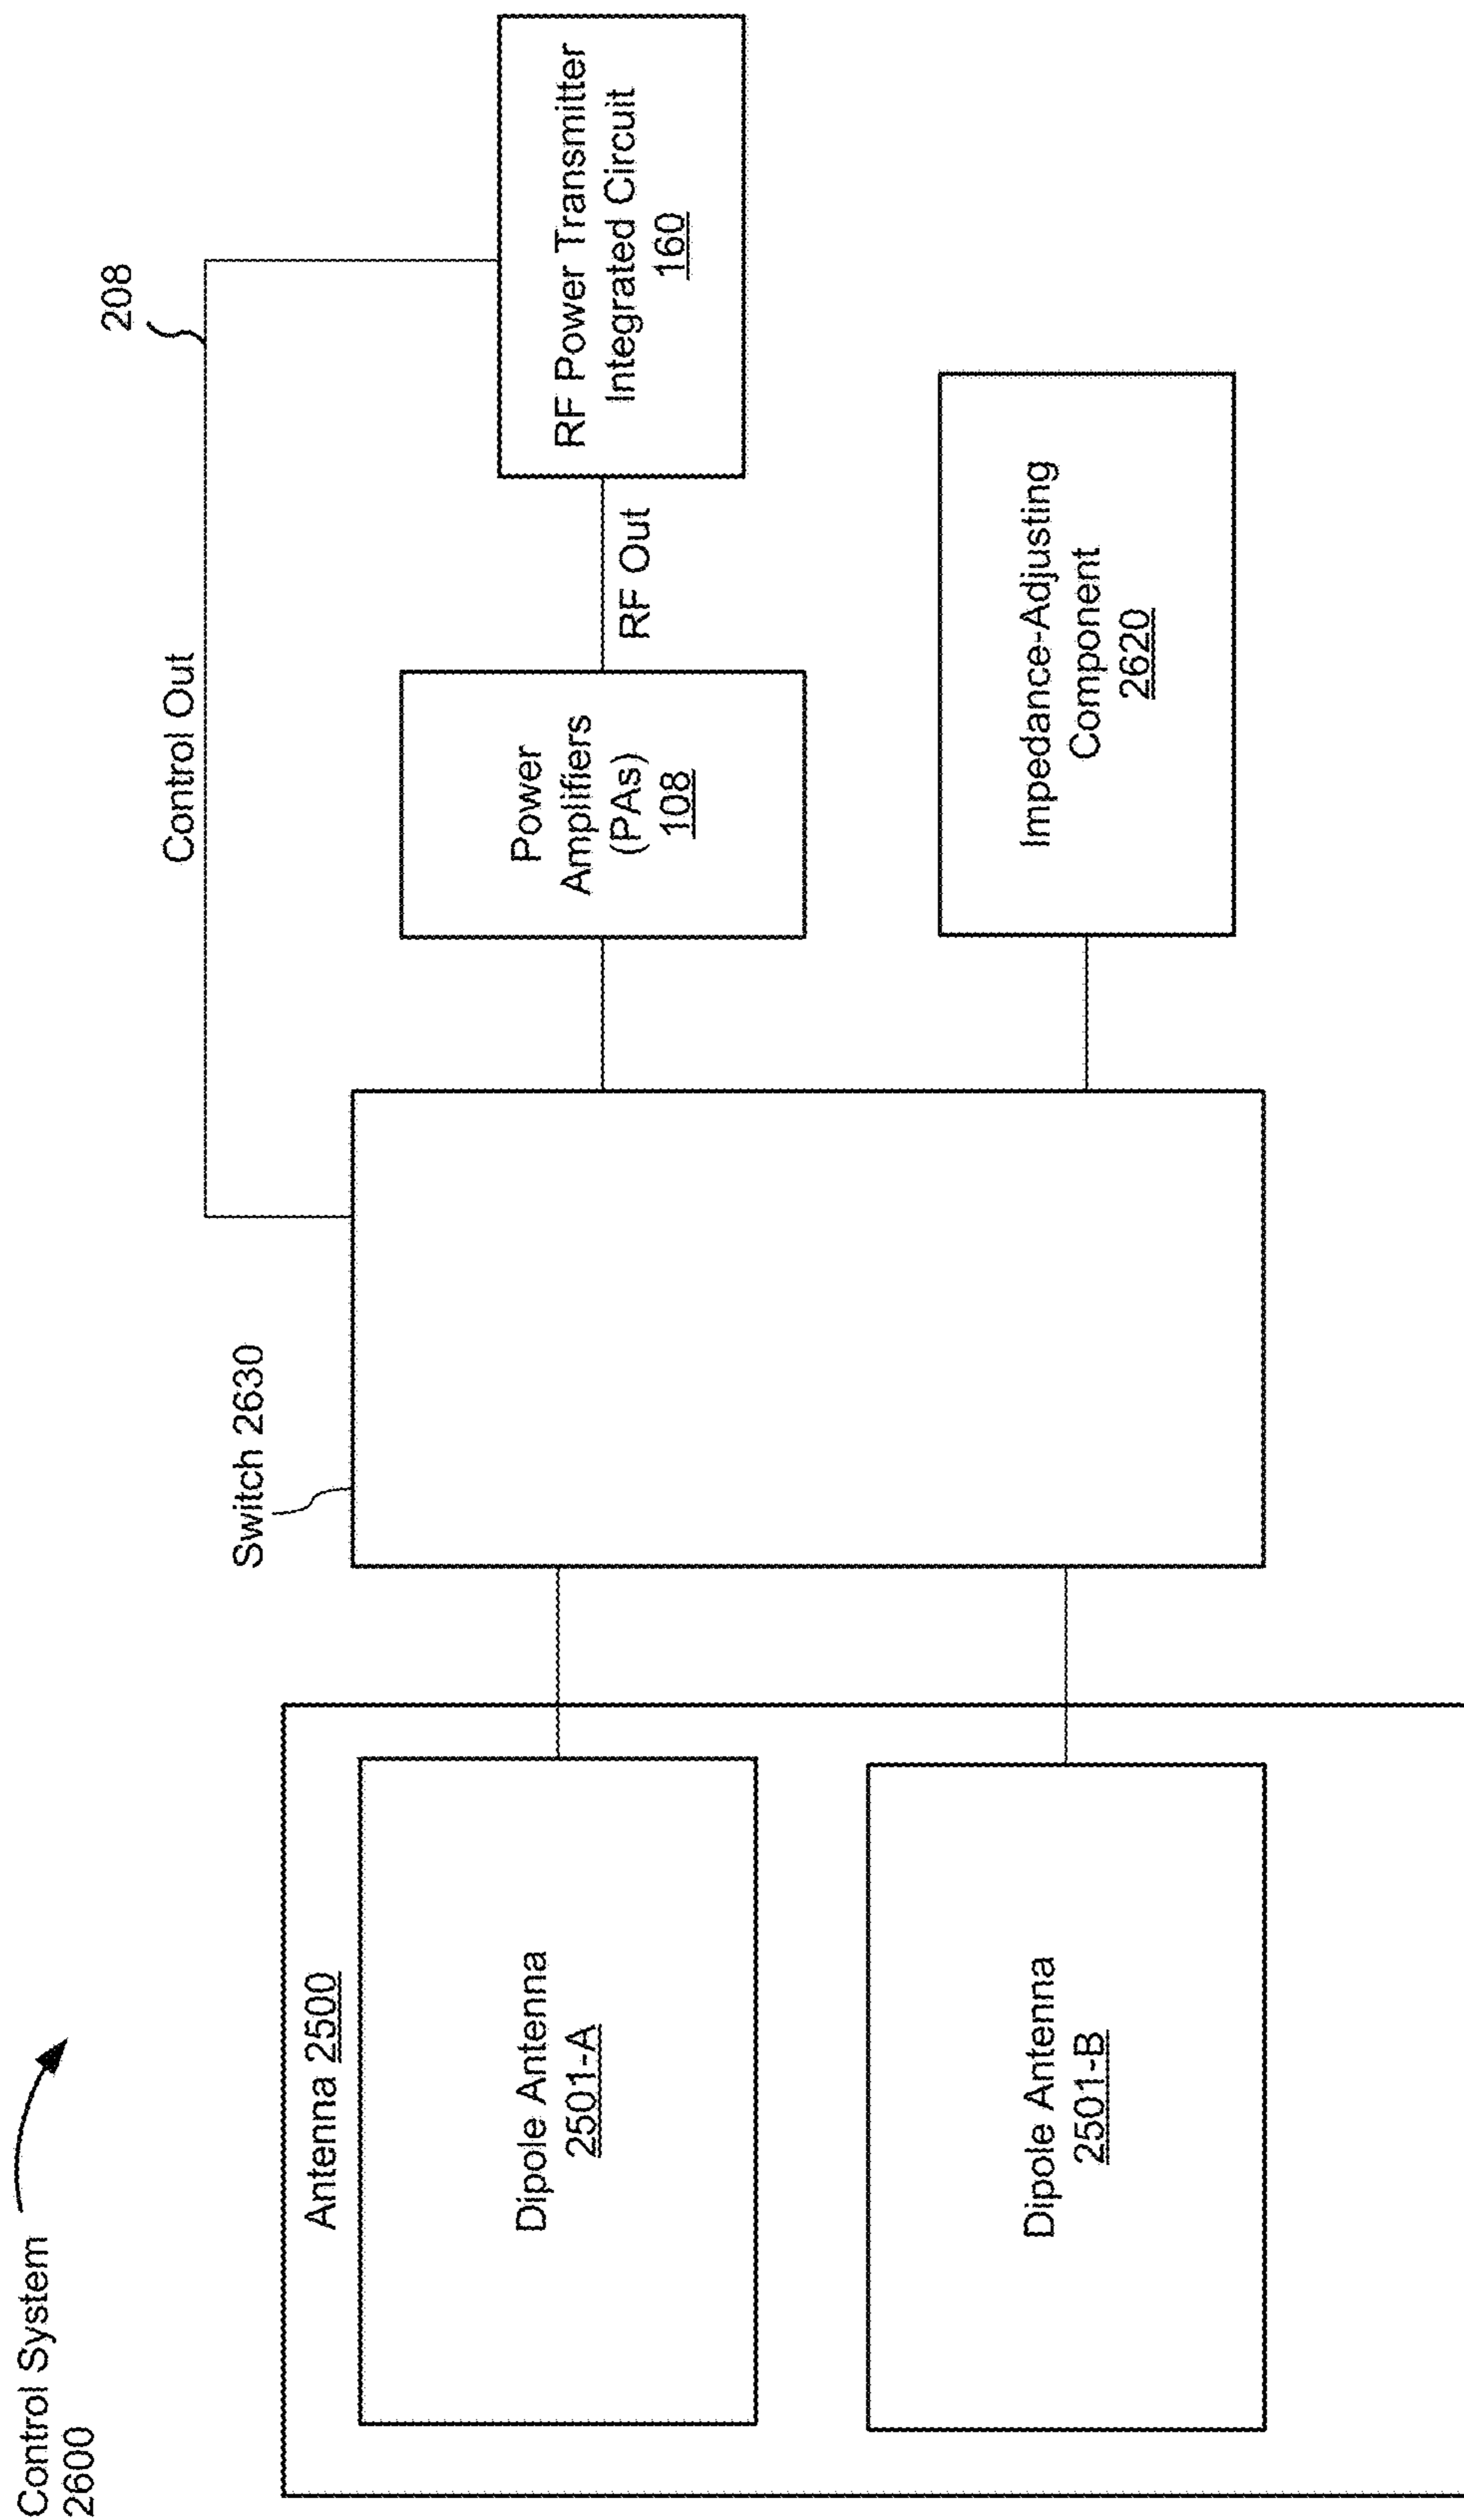 Control System
2600
Antenna 2500
Dipole Antenna
2501-A
Dipole Antenna
2501-B
Switch 2630
Control Out
208
Power
Amplifiers
(PAs)
108
RF Out
RF Power Transmitter
Integrated Circuit
160
Impedance-Adjusting
Component
2620